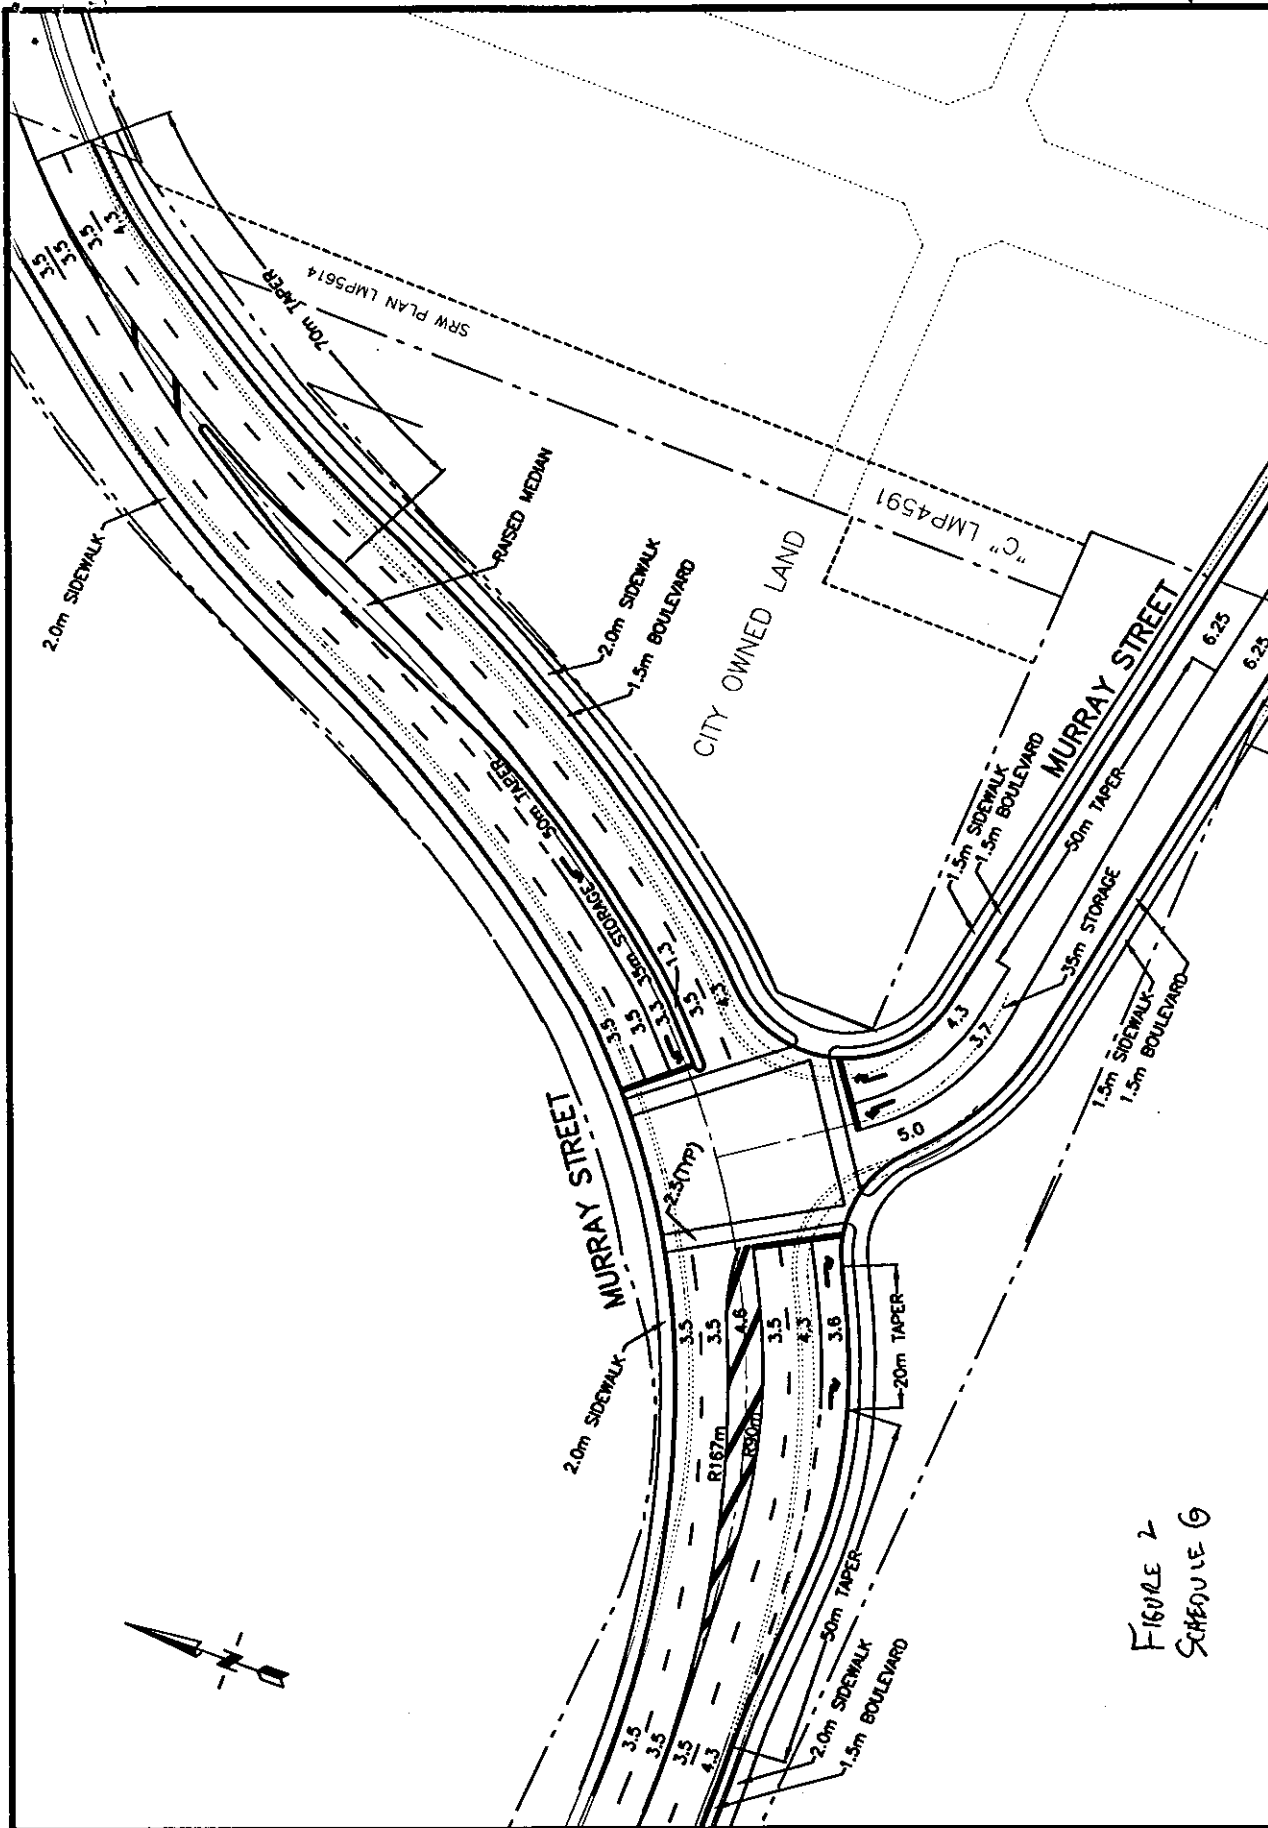 3.5
3.5
3.5
4.3
70m TAPER
SRW PLAN LMP5614
2.0m SIDEWALK
RAISED MEDIAN
2.0m SIDEWALK
1.5m BOULEVARD
CITY OWNED LAND
"C" LMP4591
MURRAY STREET
6.25
6.25
50m TAPER
35m STORAGE
1.5m SIDEWALK
1.5m BOULEVARD
50m TAPER
35m STORAGE
3.5
3.5
3.3
1.3
3.5
4.3
4.3
3.7
5.0
1.5m SIDEWALK
1.5m BOULEVARD
MURRAY STREET
2.5(TYP)
2.0m SIDEWALK
3.5
3.5
4.6
3.5
4.3
3.6
20m TAPER
R167m
R90m
50m TAPER
N
3.5
3.5
3.5
4.3
2.0m SIDEWALK
1.5m BOULEVARD
FIGURE 2
SCHEDULE G